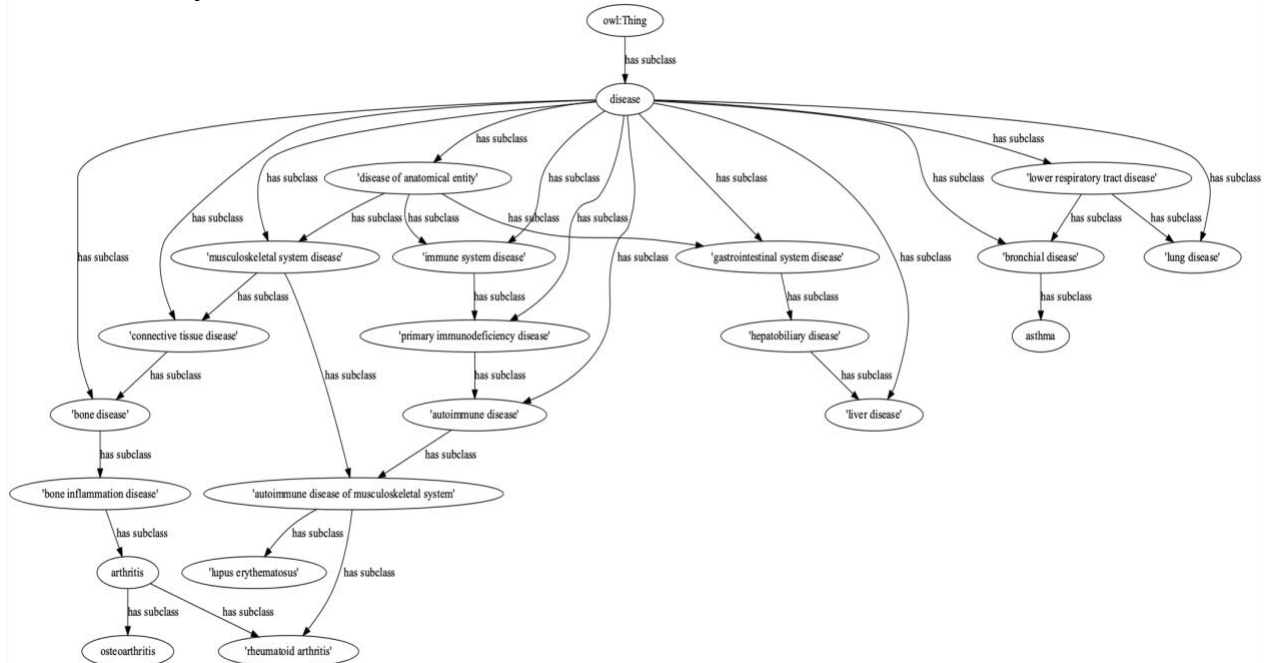 owl:Thing
has subclass
disease
has subclass has subclass
'disease of anatomical entity' 'lower respiratory tract disease'
has subclass has subclass has subclass has subclass has subclass
has subclass has subclass has subclass has subclass has subclass has subclass has subclass
has subclass 'musculoskeletal system disease' 'immune system disease' has subclass 'gastrointestinal system disease' has subclass 'bronchial disease' 'lung disease'
has subclass has subclass has subclass has subclass
'connective tissue disease' 'primary immunodeficiency disease' 'hepatobiliary disease' asthma
has subclass has subclass has subclass has subclass
'bone disease' 'autoimmune disease' 'liver disease'
has subclass has subclass
'bone inflammation disease' 'autoimmune disease of musculoskeletal system'
has subclass has subclass
arthritis 'lupus erythematosus' has subclass
has subclass has subclass
osteoarthritis 'rheumatoid arthritis'